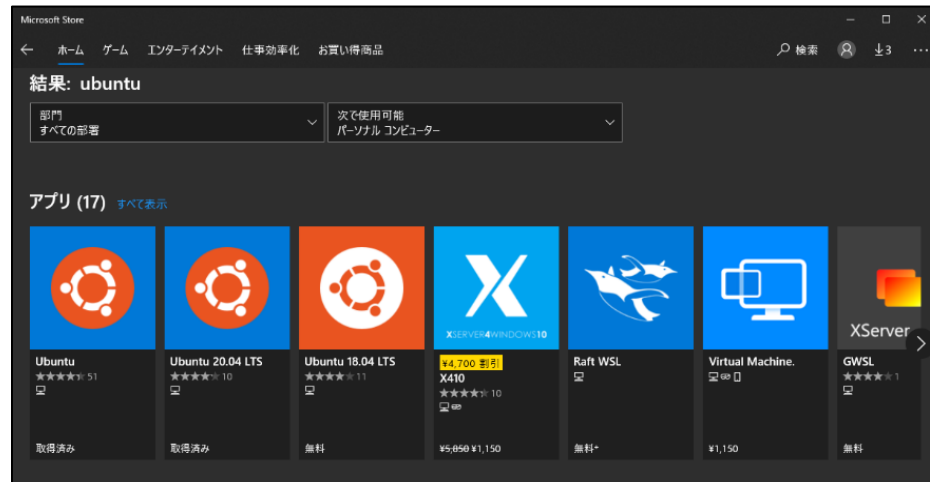 Microsoft Store
ホーム ゲーム エンターテイメント 仕事効率化 お買い得商品 検索 3
結果: ubuntu
部門
すべての部署
次で使用可能
パーソナル コンピューター
アプリ (17) すべて表示
XSERVER4WINDOWS10
XServer
Ubuntu
51
取得済み
Ubuntu 20.04 LTS
10
取得済み
Ubuntu 18.04 LTS
11
無料
¥4,700 割引
X410
10
¥5,850 ¥1,150
Raft WSL
無料+
Virtual Machine.
¥1,150
GWSL
1
無料